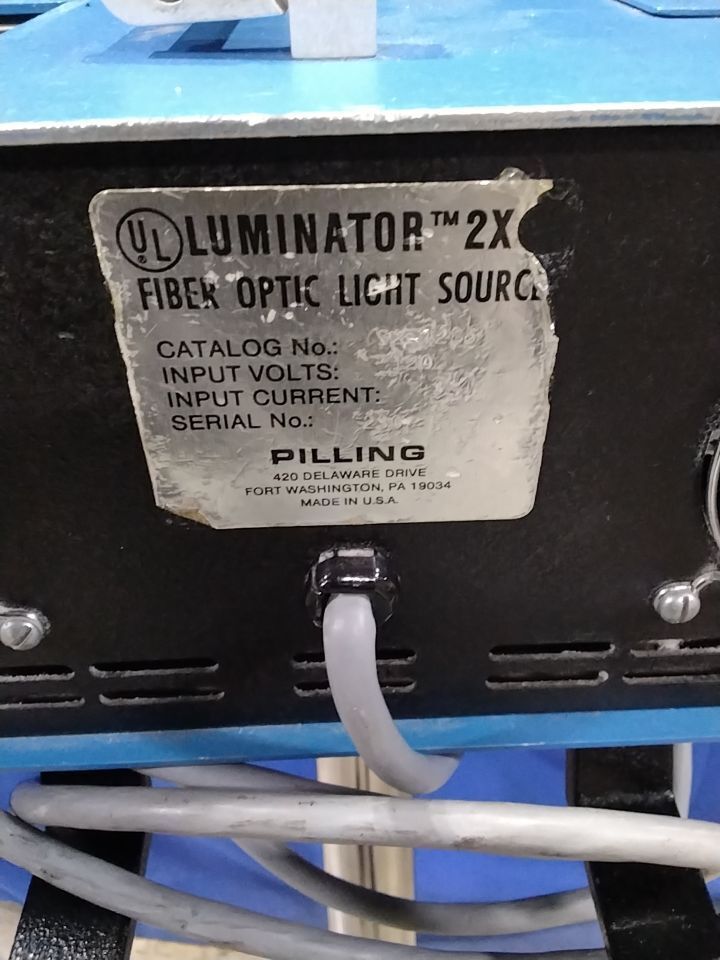 UL LUMINATOR™ 2X
FIBER OPTIC LIGHT SOURCE
CATALOG No.:
INPUT VOLTS:
INPUT CURRENT:
SERIAL No.:
PILLING
420 DELAWARE DRIVE
FORT WASHINGTON, PA 19034
MADE IN U.S.A.